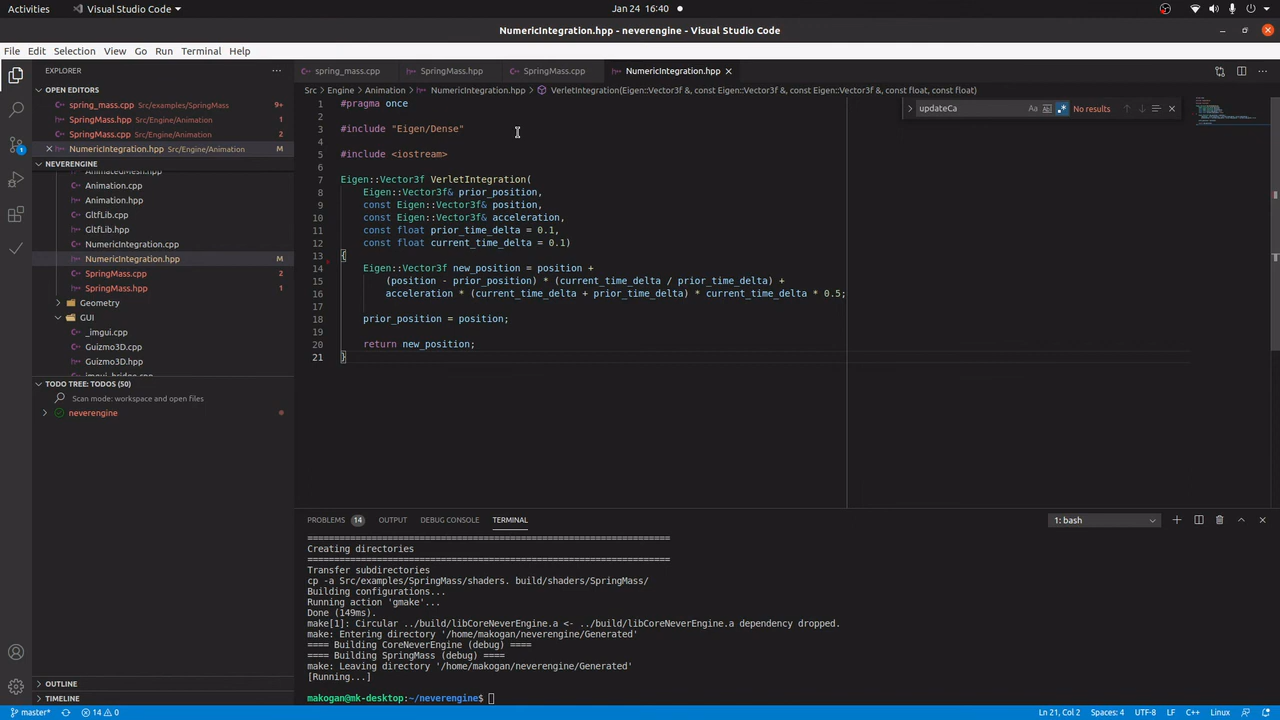 Activities
Visual Studio Code
Jan 24 16:40
NumericIntegration.hpp - neverengine - Visual Studio Code
File Edit Selection View Go Run Terminal Help
EXPLORER
spring_mass.cpp
SpringMass.hpp
SpringMass.cpp
NumericIntegration.hpp
OPEN EDITORS
spring_mass.cpp Src/examples/SpringMass 9+
SpringMass.hpp Src/Engine/Animation 1
SpringMass.cpp Src/Engine/Animation 2
NumericIntegration.hpp Src/Engine/Animation M
NEVERENGINE
Animation.cpp
Animation.hpp
GltfLib.cpp
GltfLib.hpp
NumericIntegration.cpp
NumericIntegration.hpp M
SpringMass.cpp 2
SpringMass.hpp 1
Geometry
GUI
_imgui.cpp
Guizmo3D.cpp
Guizmo3D.hpp
TODO TREE: TODOS (50)
Scan mode: workspace and open files
neverengine
OUTLINE
TIMELINE
Src Engine Animation NumericIntegration.hpp VerletIntegration(Eigen::Vector3f &, const Eigen::Vector3f &, const Eigen::Vector3f &, const float, const float)
updateCa Aa No results
1 #pragma once
2
3 #include "Eigen/Dense"
4
5 #include <iostream>
6
7 Eigen::Vector3f VerletIntegration(
8 Eigen::Vector3f& prior_position,
9 const Eigen::Vector3f& position,
10 const Eigen::Vector3f& acceleration,
11 const float prior_time_delta = 0.1,
12 const float current_time_delta = 0.1)
13 {
14 Eigen::Vector3f new_position = position +
15 (position - prior_position) * (current_time_delta / prior_time_delta) +
16 acceleration * (current_time_delta + prior_time_delta) * current_time_delta * 0.5;
17
18 prior_position = position;
19
20 return new_position;
21 }
PROBLEMS 14 OUTPUT DEBUG CONSOLE TERMINAL
1: bash
================================================================
Creating directories
================================================================
Transfer subdirectories
cp -a Src/examples/SpringMass/shaders. build/shaders/SpringMass/
Building configurations...
Running action 'gmake'...
Done (149ms).
make[1]: Circular ../build/libCoreNeverEngine.a <- ../build/libCoreNeverEngine.a dependency dropped.
make: Entering directory '/home/makogan/neverengine/Generated'
==== Building CoreNeverEngine (debug) ====
==== Building SpringMass (debug) ====
make: Leaving directory '/home/makogan/neverengine/Generated'
[Running...]
makogan@mk-desktop:~/neverengine$
master* 14 0
Ln 21, Col 2 Spaces: 4 UTF-8 LF C++ Linux